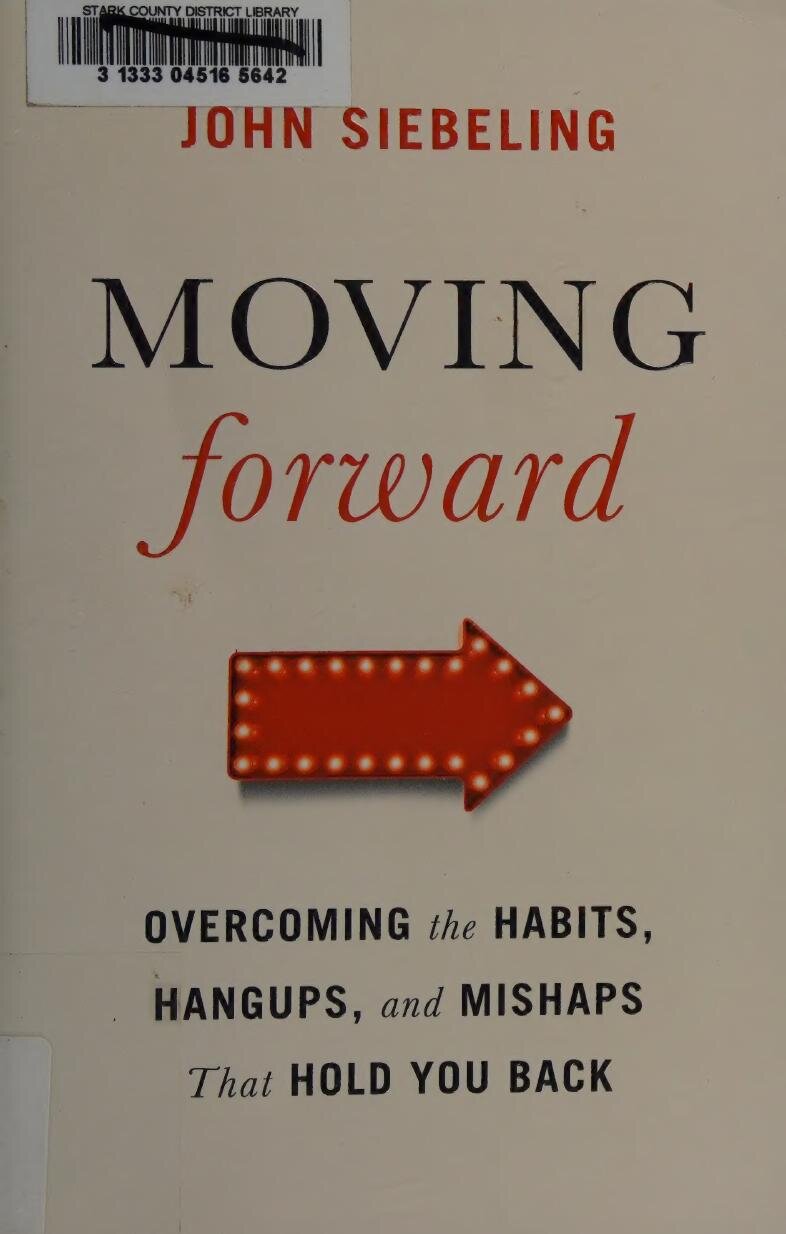 STARK COUNTY DISTRICT LIBRARY
3 1333 04516 5642
JOHN SIEBELING
MOVING
forward
OVERCOMING the HABITS,
HANGUPS, and MISHAPS
That HOLD YOU BACK